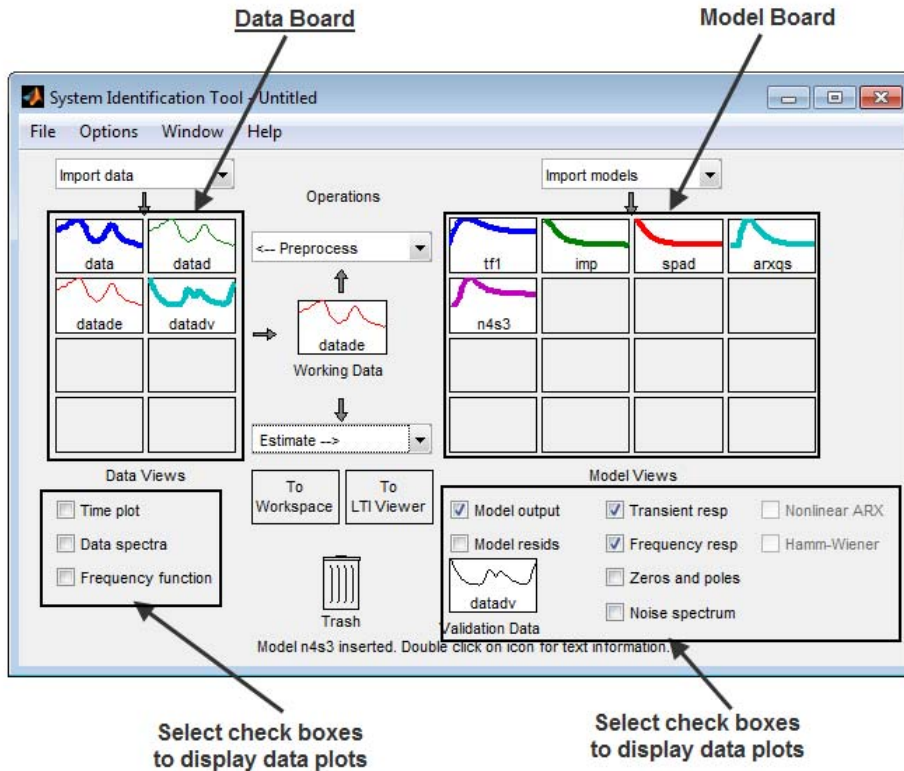 Data Board
Model Board
System Identification Tool - Untitled
File Options Window Help
Import data
Operations
Import models
data
datad
<-- Preprocess
tf1
imp
spad
arxqs
datade
datadv
datade
n4s3
Working Data
Estimate -->
Data Views
To
Workspace
To
LTI Viewer
Model Views
Time plot
Data spectra
Frequency function
Model output
Transient resp
Nonlinear ARX
Model resids
Frequency resp
Hamm-Wiener
Zeros and poles
datadv
Noise spectrum
Trash
Validation Data
Model n4s3 inserted. Double click on icon for text information.
Select check boxes
to display data plots
Select check boxes
to display data plots